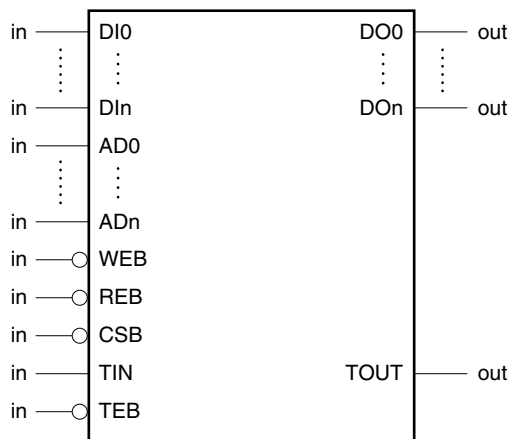 in DI0 DO0 out
in DIn DOn out
in AD0
in ADn
in WEB
in REB
in CSB
in TIN TOUT out
in TEB